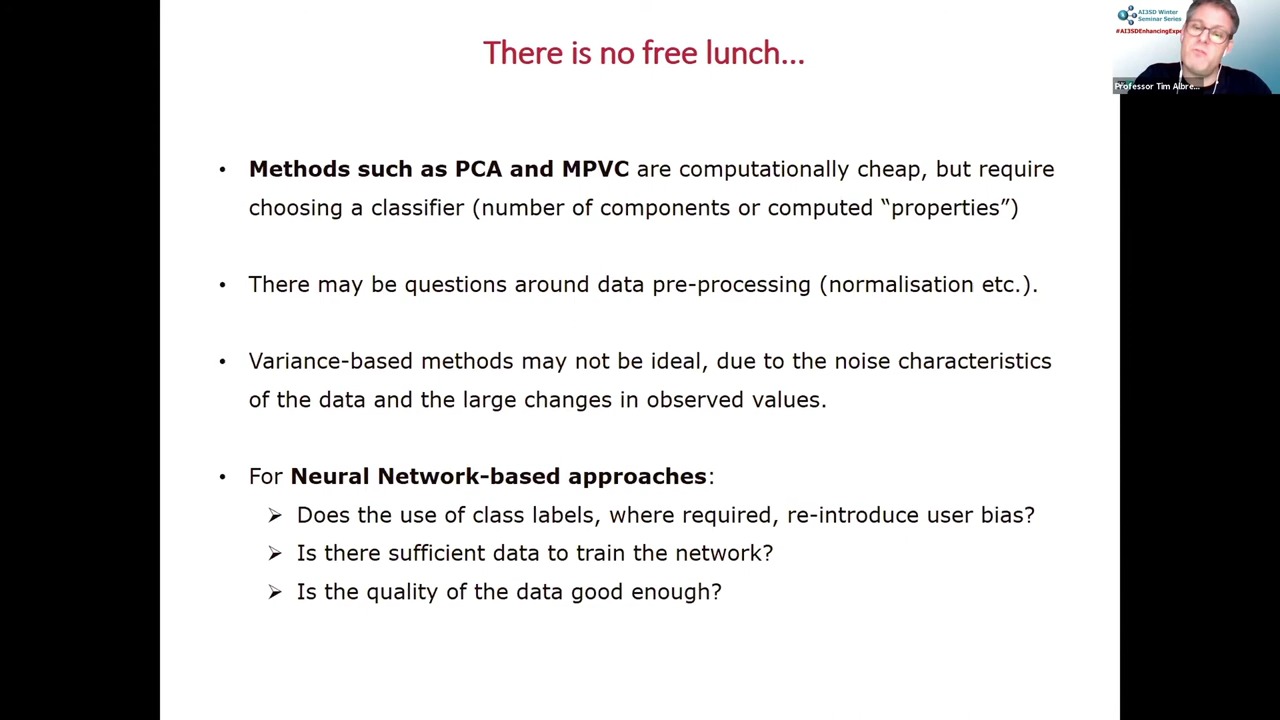 There is no free lunch...
AI3SD Winter
Seminar Series
#AI3SDEnhancingExp
Professor Tim Albre...
• Methods such as PCA and MPVC are computationally cheap, but require
choosing a classifier (number of components or computed “properties”)
• There may be questions around data pre-processing (normalisation etc.).
• Variance-based methods may not be ideal, due to the noise characteristics
of the data and the large changes in observed values.
• For Neural Network-based approaches:
➢ Does the use of class labels, where required, re-introduce user bias?
➢ Is there sufficient data to train the network?
➢ Is the quality of the data good enough?